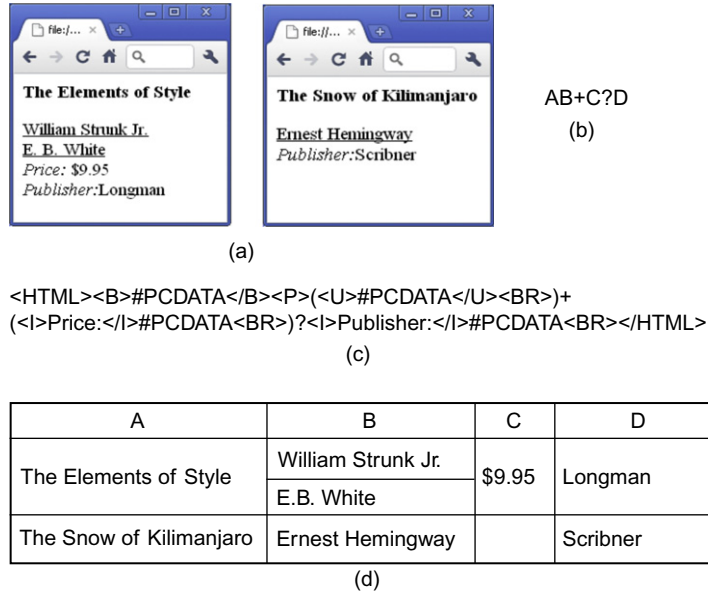 file:/... ×
The Elements of Style
William Strunk Jr.
E. B. White
Price: $9.95
Publisher:Longman
file://... ×
The Snow of Kilimanjaro
Ernest Hemingway
Publisher:Scribner
(a)
AB+C?D
(b)
<HTML><B>#PCDATA</B><P>(<U>#PCDATA</U><BR>)+
(<I>Price:</I>#PCDATA<BR>)?<I>Publisher:</I>#PCDATA<BR></HTML>
(c)
A B C D
The Elements of Style
William Strunk Jr.
E.B. White
$9.95
Longman
The Snow of Kilimanjaro
Ernest Hemingway
Scribner
(d)